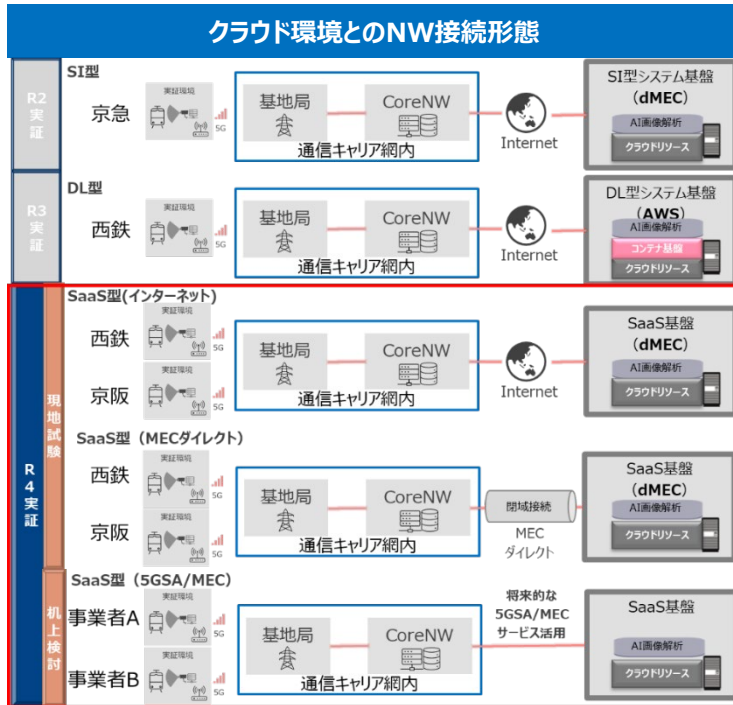 クラウド環境とのNW接続形態
R2
実
証
SI型
京急
実証環境
5G
基地局
CoreNW
通信キャリア網内
Internet
SI型システム基盤
(dMEC)
AI画像解析
クラウドリソース
R3
実
証
DL型
西鉄
実証環境
5G
基地局
CoreNW
通信キャリア網内
Internet
DL型システム基盤
(AWS)
AI画像解析
コンテナ基盤
クラウドリソース
R
4
実
証
現
地
試
験
SaaS型(インターネット)
西鉄
実証環境
5G
京阪
実証環境
5G
基地局
CoreNW
通信キャリア網内
Internet
SaaS基盤
(dMEC)
AI画像解析
クラウドリソース
SaaS型（MECダイレクト）
西鉄
実証環境
5G
京阪
実証環境
5G
基地局
CoreNW
通信キャリア網内
閉域接続
MEC
ダイレクト
SaaS基盤
(dMEC)
AI画像解析
クラウドリソース
机
上
検
討
SaaS型（5GSA/MEC）
事業者A
実証環境
5G
事業者B
実証環境
5G
基地局
CoreNW
通信キャリア網内
将来的な
5GSA/MEC
サービス活用
SaaS基盤
AI画像解析
クラウドリソース